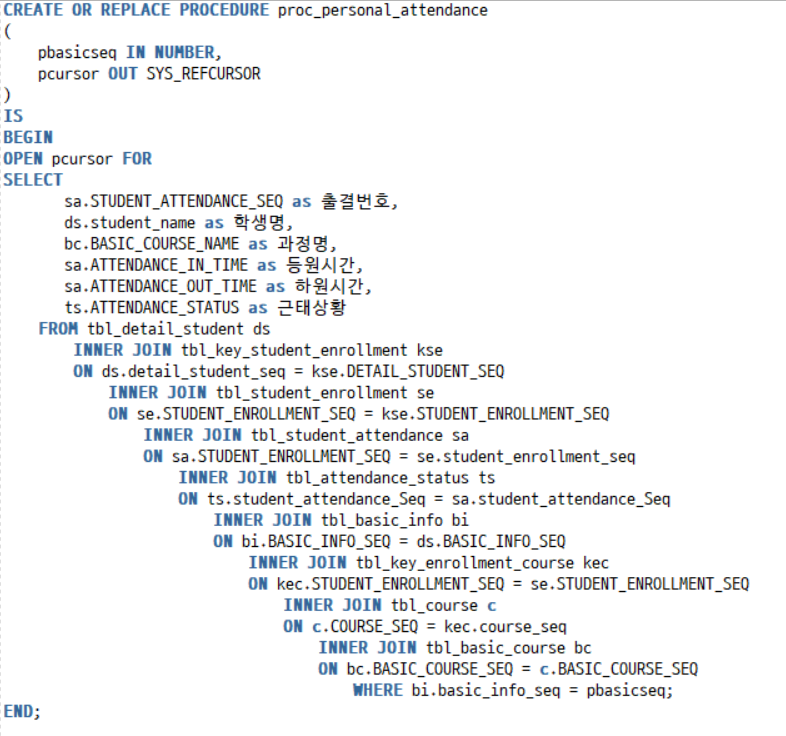 CREATE OR REPLACE PROCEDURE proc_personal_attendance
(
    pbasicseq IN NUMBER,
    pcursor OUT SYS_REFCURSOR
)
IS
BEGIN
OPEN pcursor FOR
SELECT
       sa.STUDENT_ATTENDANCE_SEQ as 출결번호,
       ds.student_name as 학생명,
       bc.BASIC_COURSE_NAME as 과정명,
       sa.ATTENDANCE_IN_TIME as 등원시간,
       sa.ATTENDANCE_OUT_TIME as 하원시간,
       ts.ATTENDANCE_STATUS as 근태상황
    FROM tbl_detail_student ds
        INNER JOIN tbl_key_student_enrollment kse
        ON ds.detail_student_seq = kse.DETAIL_STUDENT_SEQ
            INNER JOIN tbl_student_enrollment se
            ON se.STUDENT_ENROLLMENT_SEQ = kse.STUDENT_ENROLLMENT_SEQ
                INNER JOIN tbl_student_attendance sa
                ON sa.STUDENT_ENROLLMENT_SEQ = se.student_enrollment_seq
                    INNER JOIN tbl_attendance_status ts
                    ON ts.student_attendance_Seq = sa.student_attendance_Seq
                        INNER JOIN tbl_basic_info bi
                        ON bi.BASIC_INFO_SEQ = ds.BASIC_INFO_SEQ
                            INNER JOIN tbl_key_enrollment_course kec
                            ON kec.STUDENT_ENROLLMENT_SEQ = se.STUDENT_ENROLLMENT_SEQ
                                INNER JOIN tbl_course c
                                ON c.COURSE_SEQ = kec.course_seq
                                    INNER JOIN tbl_basic_course bc
                                    ON bc.BASIC_COURSE_SEQ = c.BASIC_COURSE_SEQ
                                        WHERE bi.basic_info_seq = pbasicseq;
END;